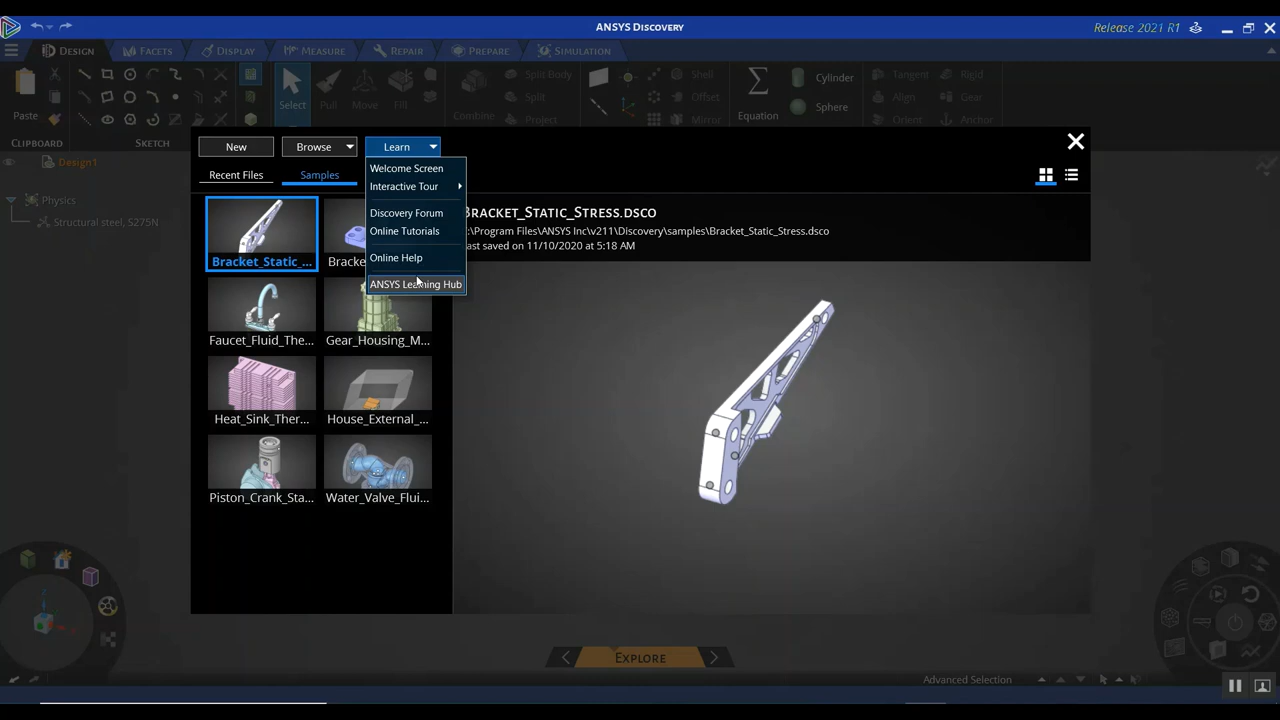 ANSYS Discovery
Release 2021 R1
Design
Facets
Display
Measure
Repair
Prepare
Simulation
Paste
Select
Pull
Move
Fill
Combine
Split Body
Split
Project
Shell
Offset
Mirror
Equation
Cylinder
Sphere
Tangent
Rigid
Align
Gear
Orient
Anchor
Clipboard
Sketch
New
Browse
Learn
Recent Files
Samples
Welcome Screen
Interactive Tour
Discovery Forum
Online Tutorials
Online Help
ANSYS Learning Hub
Design1
Physics
Structural steel, S275N
Bracket_Static_Stress.dsco
:\Program Files\ANSYS Inc\v211\Discovery\samples\Bracket_Static_Stress.dsco
ast saved on 11/10/2020 at 5:18 AM
Bracket_Static_...
Bracke
Faucet_Fluid_The...
Gear_Housing_M...
Heat_Sink_Ther...
House_External_...
Piston_Crank_Sta...
Water_Valve_Flui...
Explore
Advanced Selection